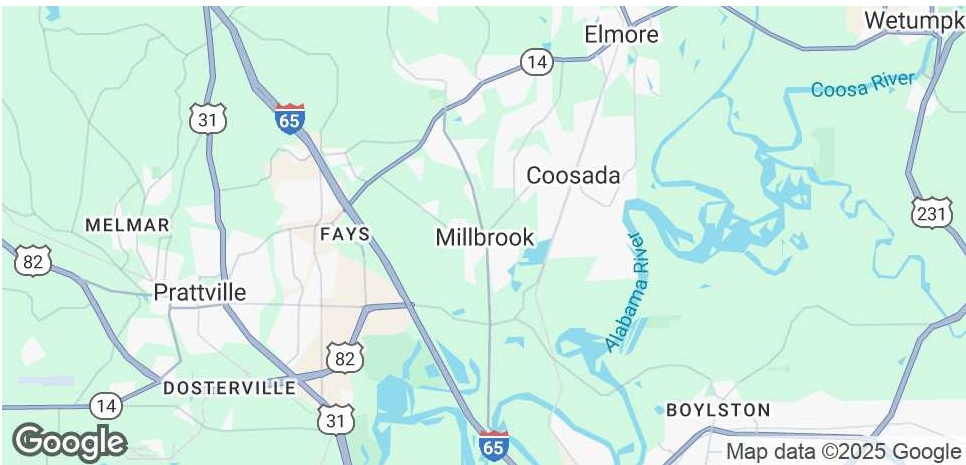 Wetumpk
Elmore
14
Coosa River
31
65
Coosada
231
MELMAR
FAYS
Millbrook
82
Alabama River
Prattville
82
DOSTERVILLE
14
31
BOYLSTON
65
Google
Map data ©2025 Google